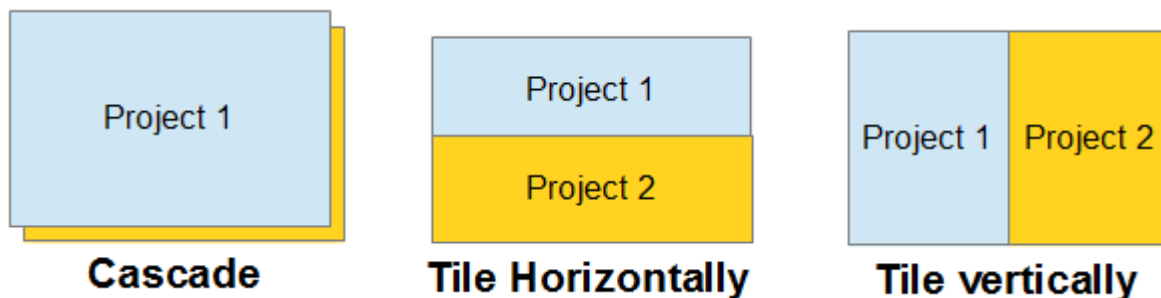 Project 1
Cascade
Project 1
Project 2
Tile Horizontally
Project 1 Project 2
Tile vertically